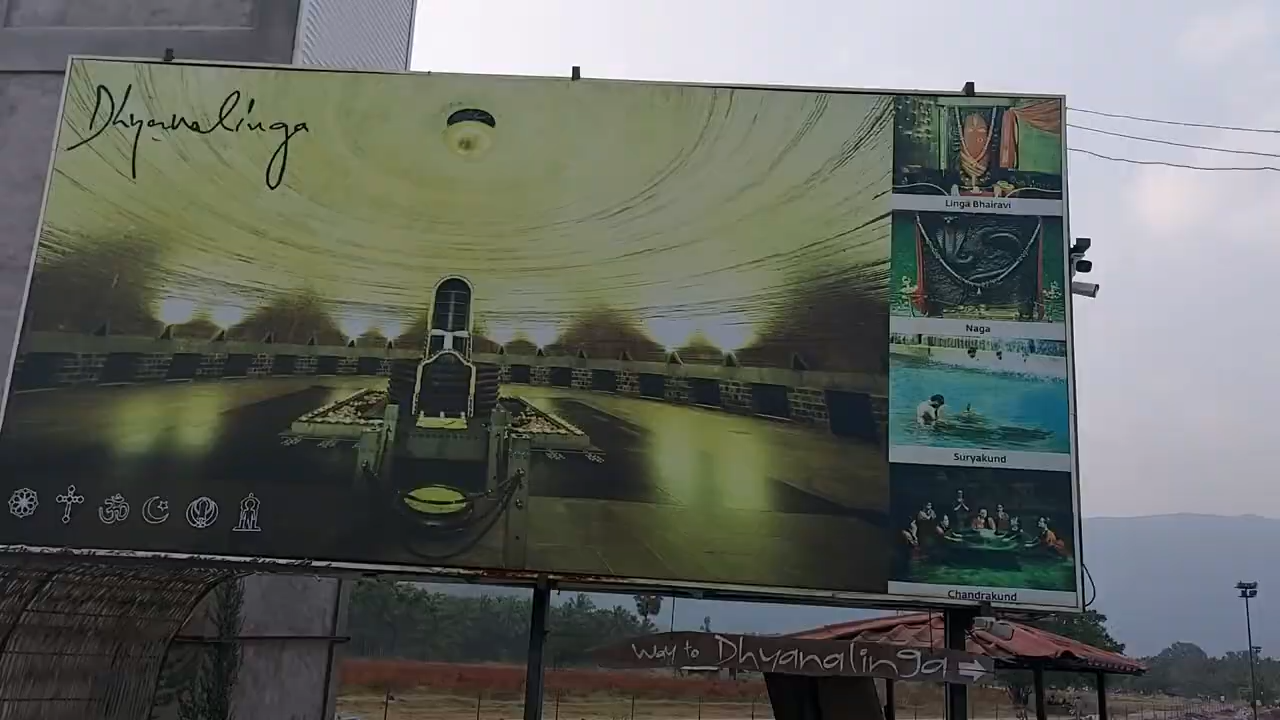 Dhyanalinga
Linga Bhairavi
Naga
Suryakund
Chandrakund
way to Dhyanalinga